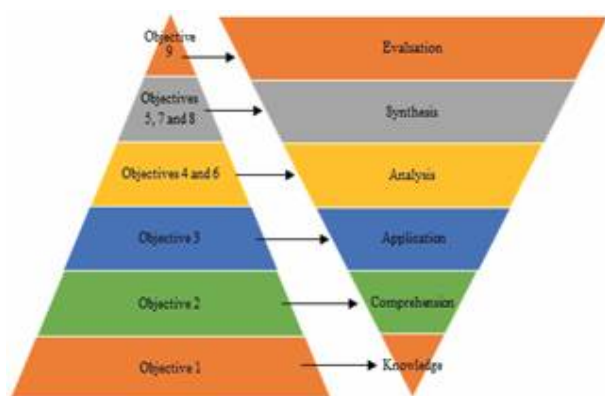 Objective
9
Evaluation
Objectives
5, 7 and 8
Synthesis
Objectives 4 and 6
Analysis
Objective 3
Application
Objective 2
Comprehension
Objective 1
Knowledge